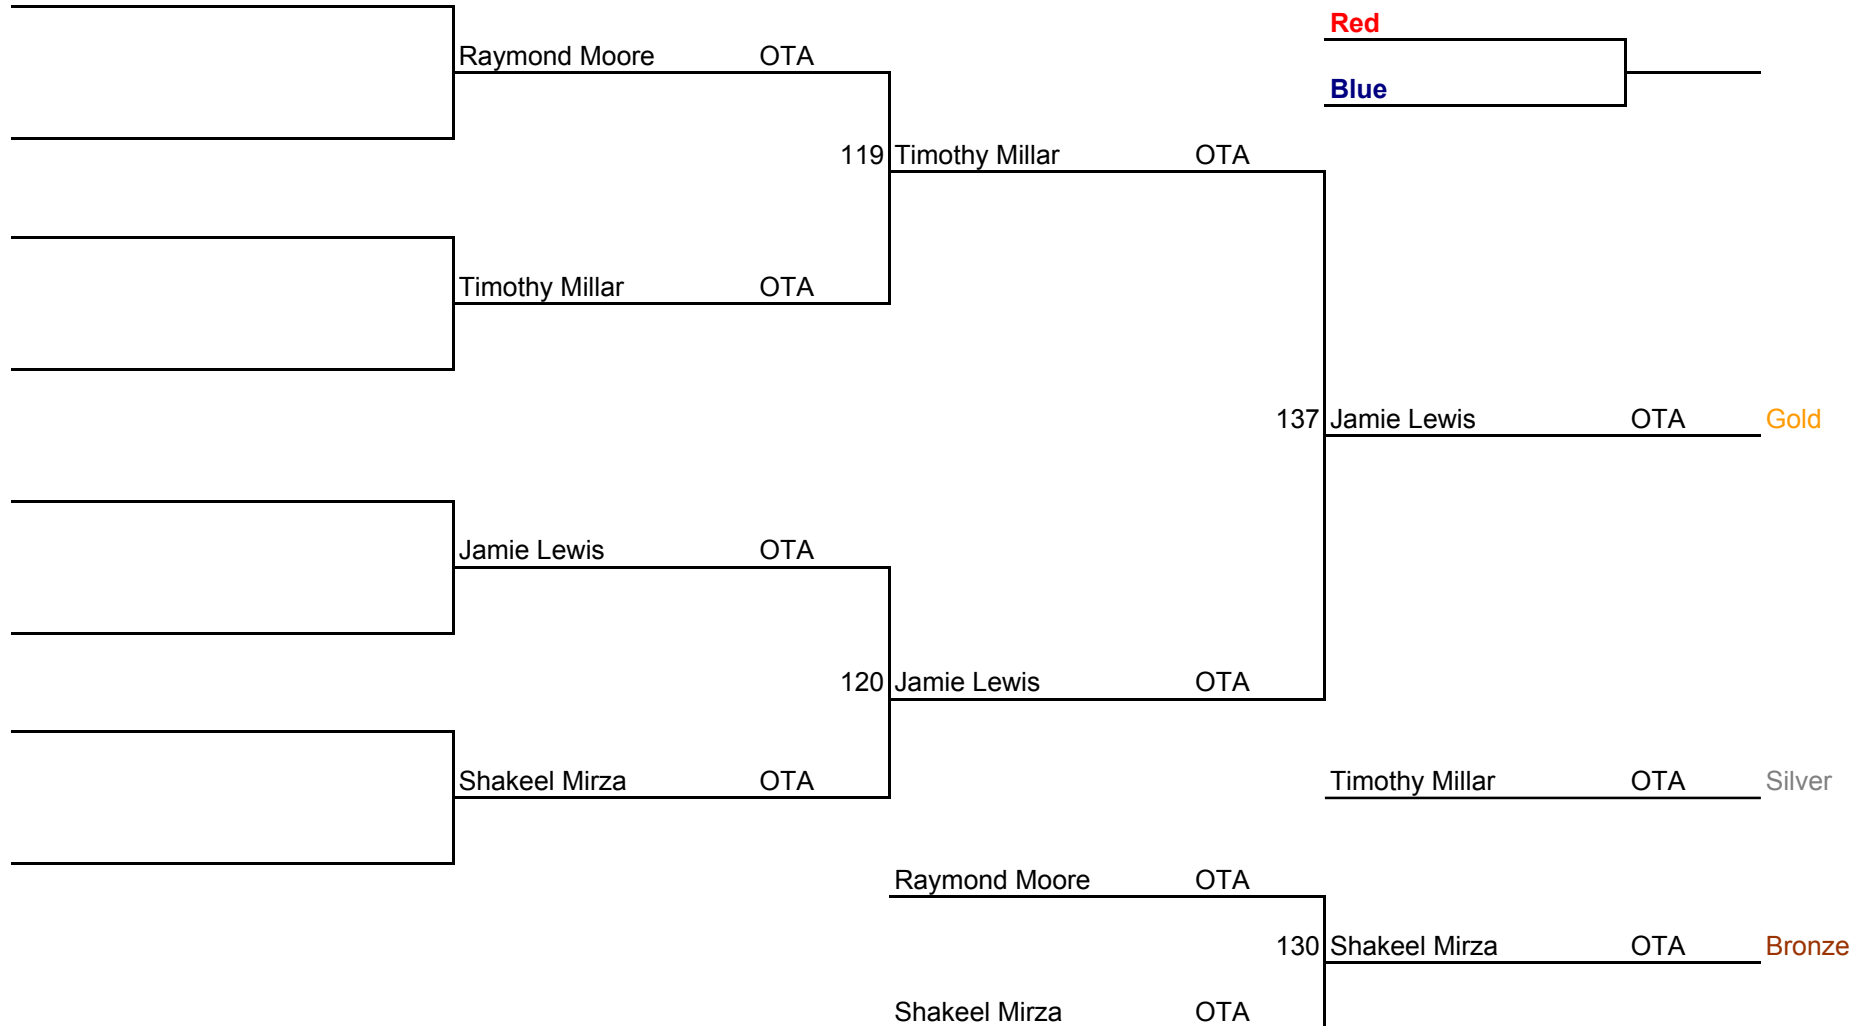 Red
Raymond Moore OTA
Blue
119 Timothy Millar OTA
Timothy Millar OTA
137 Jamie Lewis OTA Gold
Jamie Lewis OTA
120 Jamie Lewis OTA
Shakeel Mirza OTA Timothy Millar OTA Silver
Raymond Moore OTA
130 Shakeel Mirza OTA Bronze
Shakeel Mirza OTA